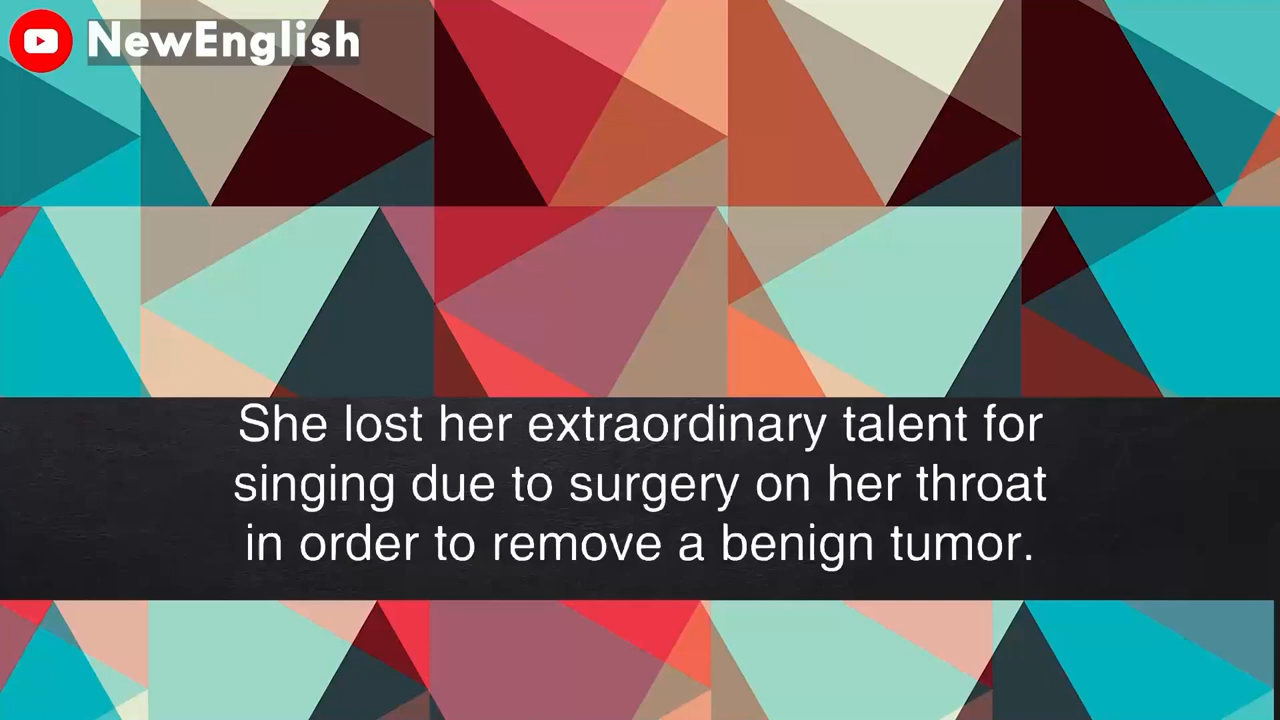 NewEnglish
She lost her extraordinary talent for
singing due to surgery on her throat
in order to remove a benign tumor.